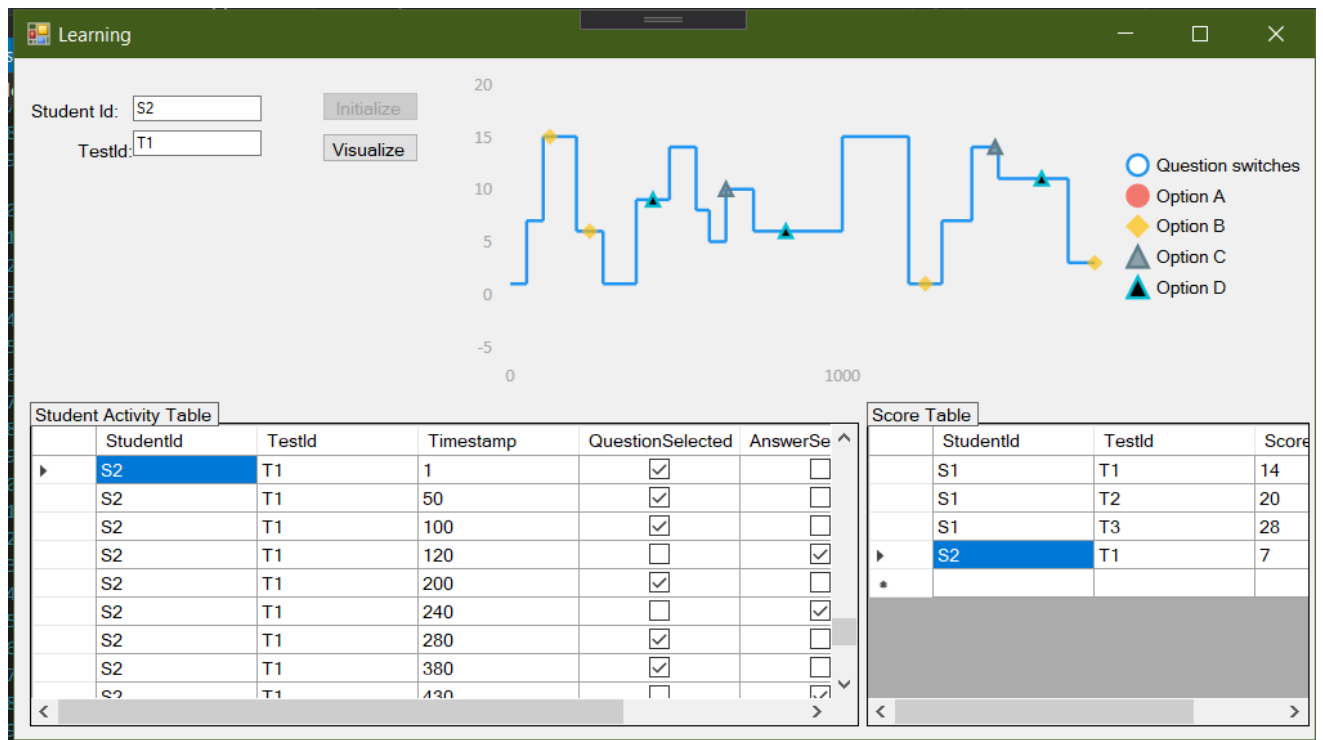 Learning
Student Id: S2 Initialize
TestId: T1 Visualize
20
15
10
5
0
-5
0 1000
Question switches
Option A
Option B
Option C
Option D
Student Activity Table
StudentId TestId Timestamp QuestionSelected AnswerSe
S2 T1 1
S2 T1 50
S2 T1 100
S2 T1 120
S2 T1 200
S2 T1 240
S2 T1 280
S2 T1 380
S2 T1 430
Score Table
StudentId TestId Score
S1 T1 14
S1 T2 20
S1 T3 28
S2 T1 7